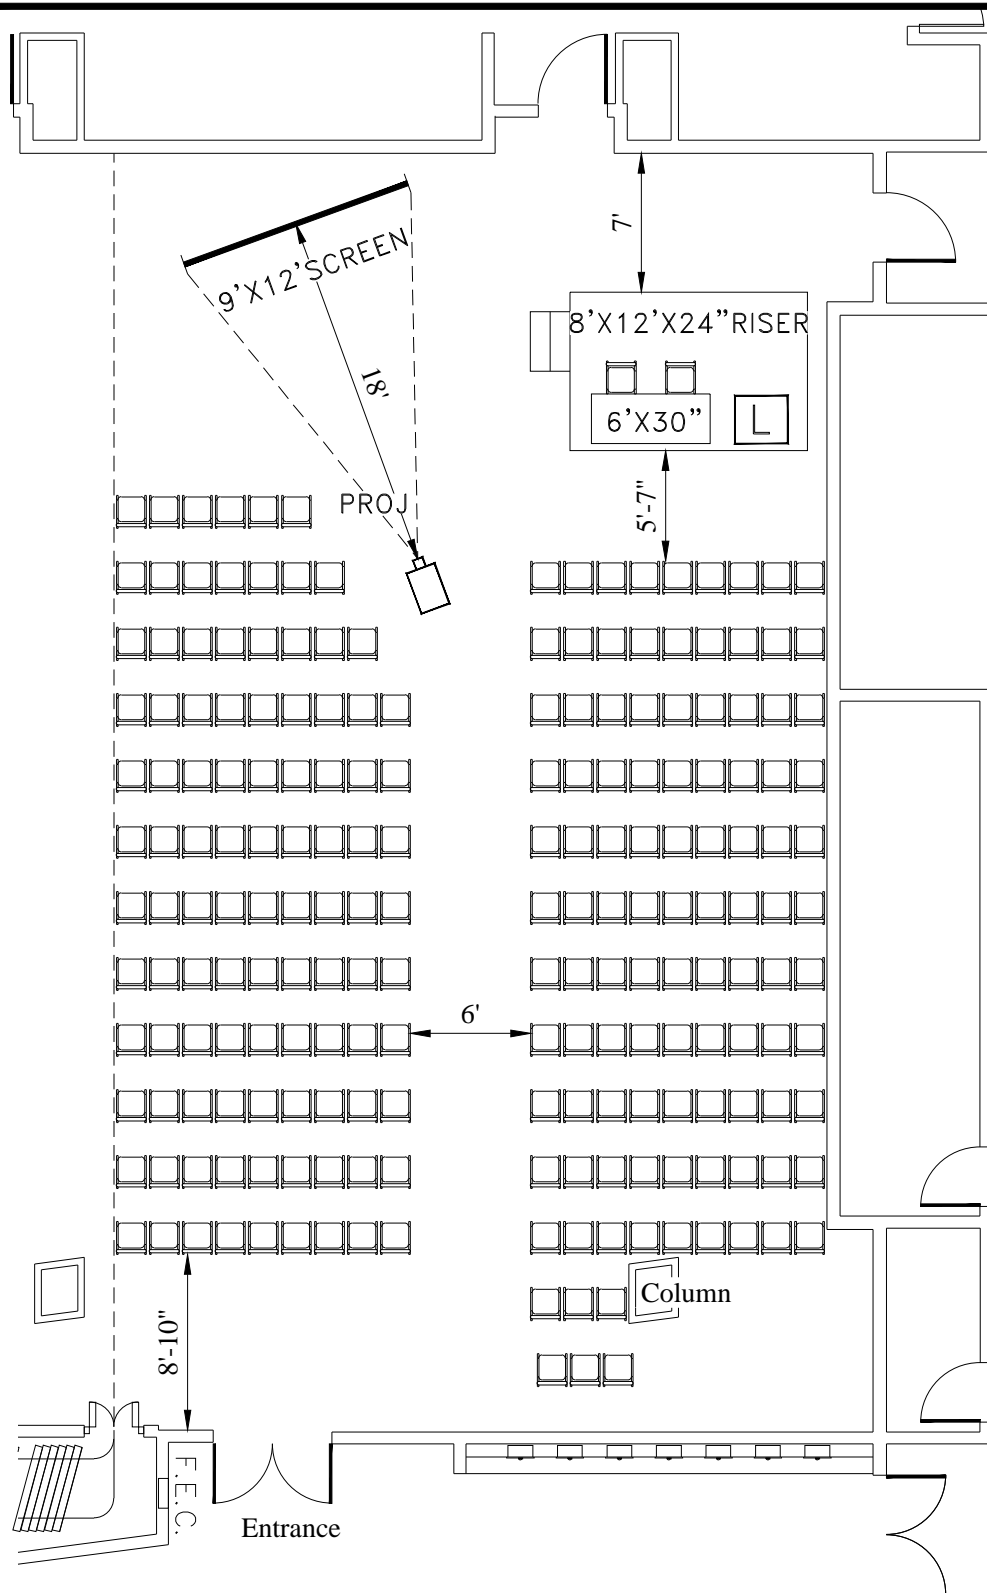 7'
9'X12'SCREEN
8'X12'X24"RISER
18'
6'X30"
L
PROJ
5'-7"
6'
Column
8'-10"
F.E.C.
Entrance